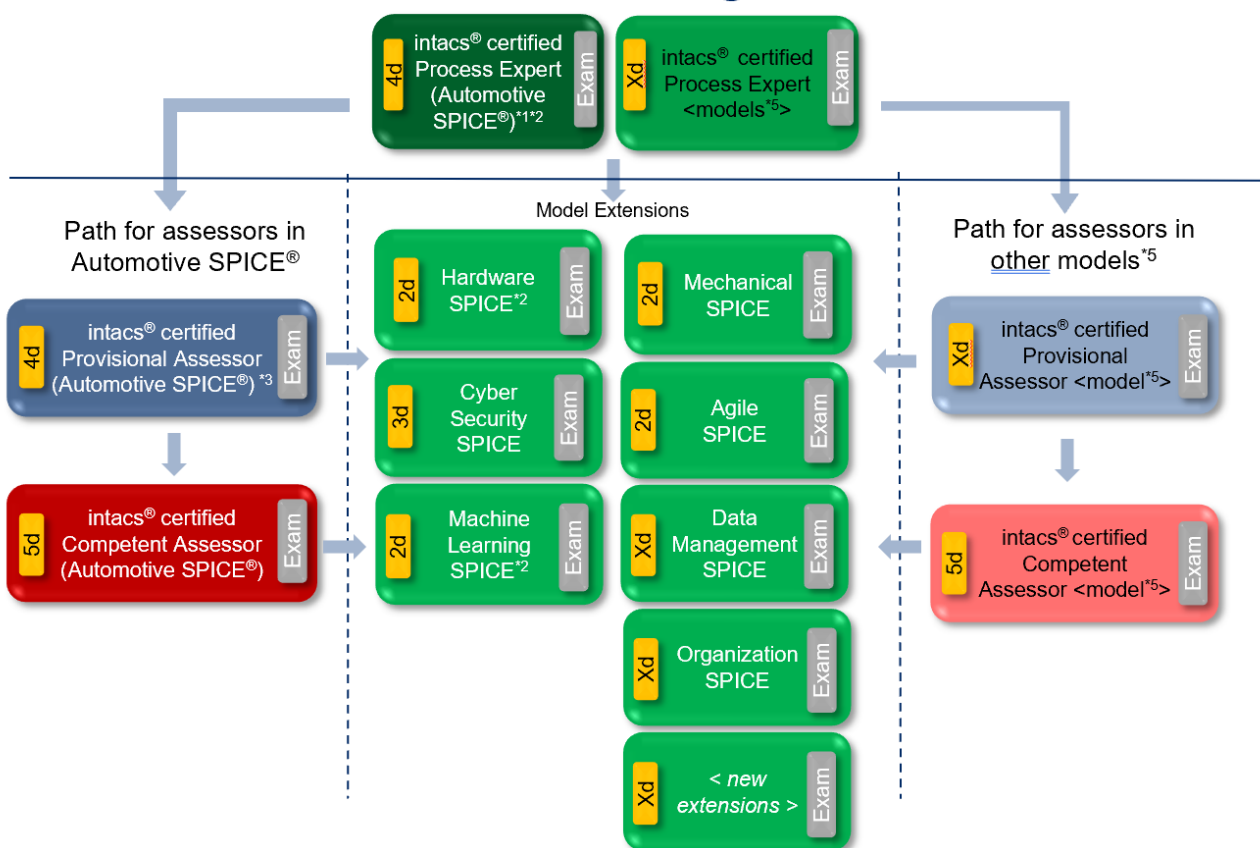 4d
intacs® certified
Process Expert
(Automotive
SPICE®)*1*2
Exam
Xd
intacs® certified
Process Expert
<models*5>
Exam
Model Extensions
Path for assessors in
Automotive SPICE®
4d
intacs® certified
Provisional Assessor
(Automotive SPICE®) *3
Exam
5d
intacs® certified
Competent Assessor
(Automotive SPICE®)
Exam
2d
Hardware
SPICE*2
Exam
2d
Mechanical
SPICE
Exam
3d
Cyber
Security
SPICE
Exam
2d
Agile
SPICE
Exam
2d
Machine
Learning
SPICE*2
Exam
Xd
Data
Management
SPICE
Exam
Xd
Organization
SPICE
Exam
Xd
< new
extensions >
Exam
Path for assessors in
other models*5
Xd
intacs® certified
Provisional
Assessor <model*5>
Exam
5d
intacs® certified
Competent
Assessor <model*5>
Exam